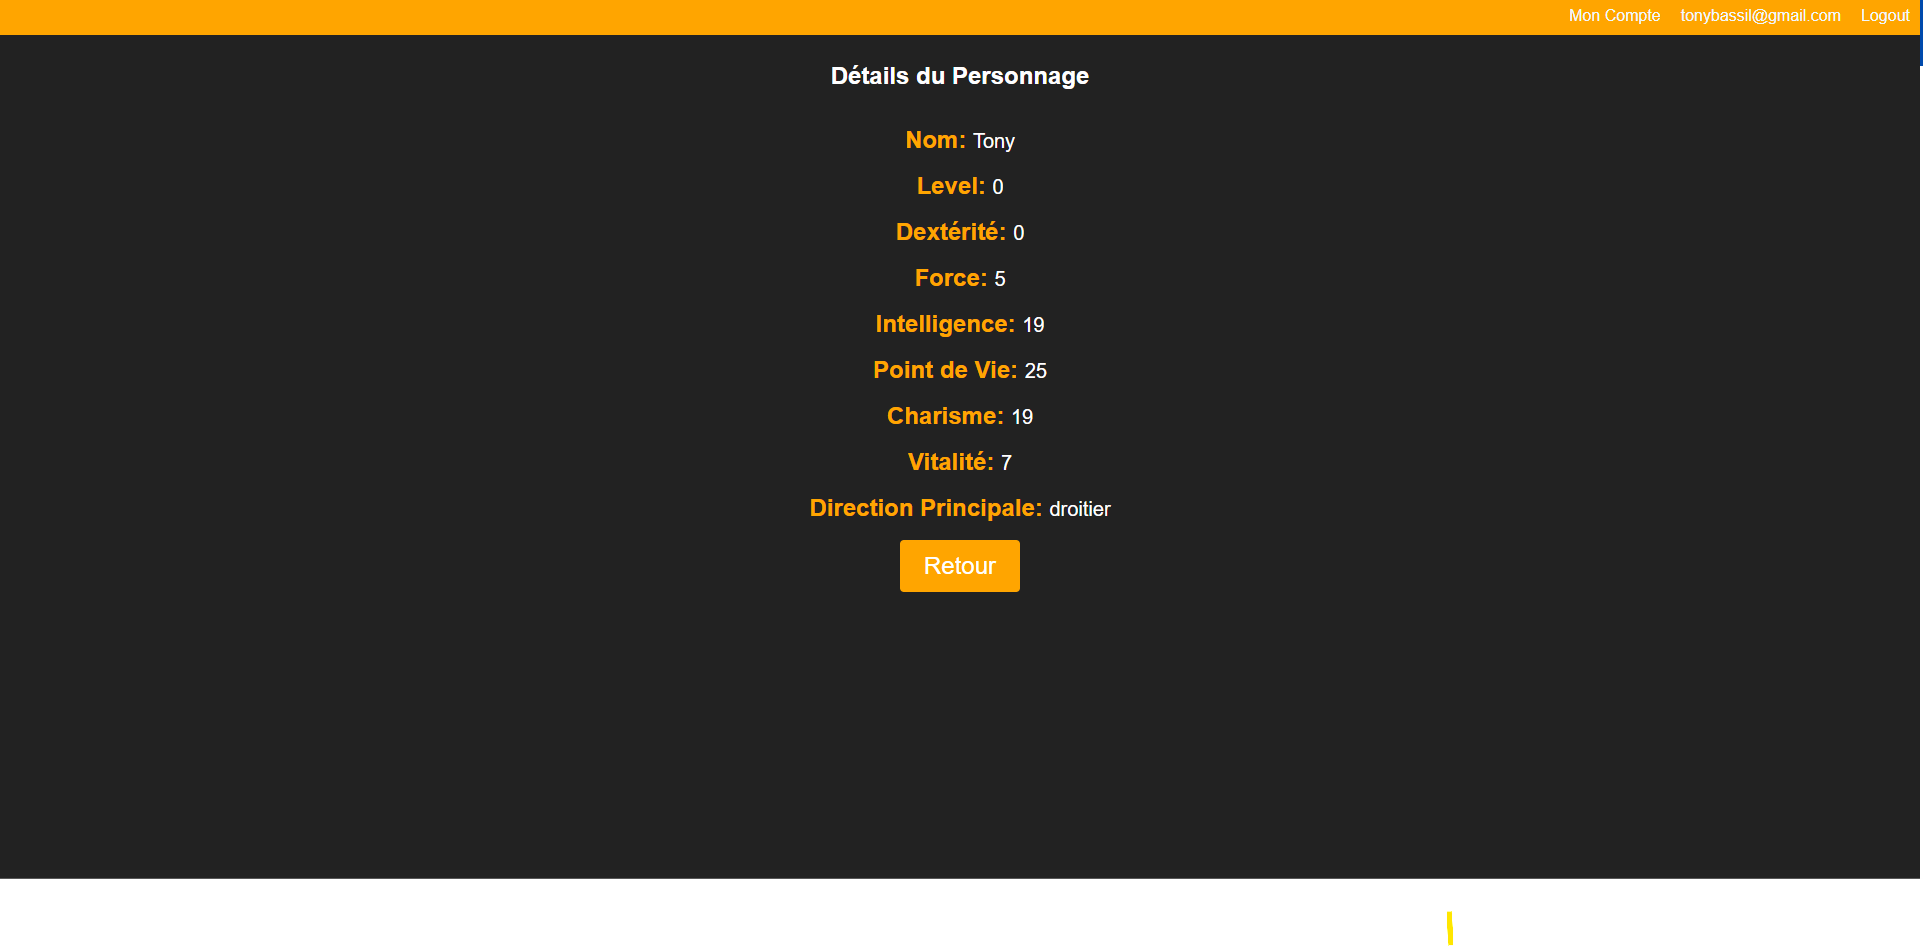 Mon Compte tonybassil@gmail.com Logout
Détails du Personnage
Nom: Tony
Level: 0
Dextérité: 0
Force: 5
Intelligence: 19
Point de Vie: 25
Charisme: 19
Vitalité: 7
Direction Principale: droitier
Retour